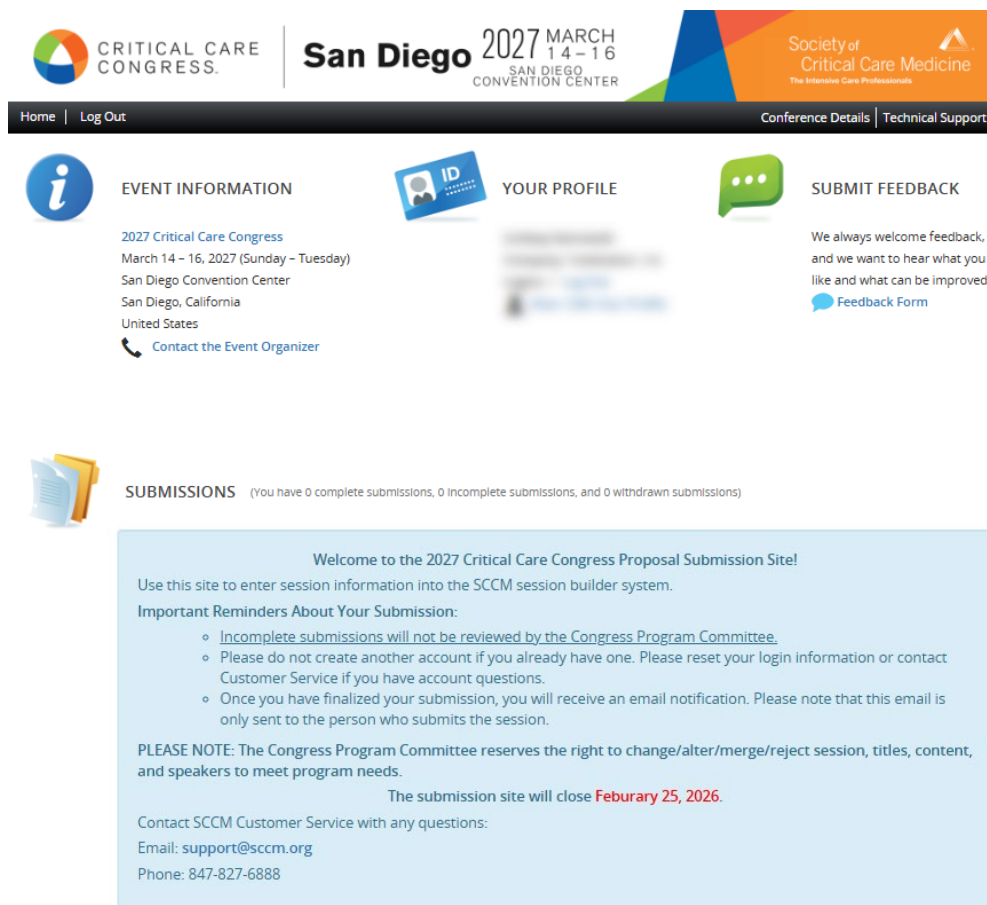 CRITICAL CARE
CONGRESS.
San Diego
2027 MARCH
14–16
SAN DIEGO
CONVENTION CENTER
Society of
Critical Care Medicine
The Intensive Care Professionals
Home | Log Out
Conference Details | Technical Support
EVENT INFORMATION
2027 Critical Care Congress
March 14 – 16, 2027 (Sunday – Tuesday)
San Diego Convention Center
San Diego, California
United States
Contact the Event Organizer
ID
YOUR PROFILE
SUBMIT FEEDBACK
We always welcome feedback,
and we want to hear what you
like and what can be improved
Feedback Form
SUBMISSIONS (You have 0 complete submissions, 0 incomplete submissions, and 0 withdrawn submissions)
Welcome to the 2027 Critical Care Congress Proposal Submission Site!
Use this site to enter session information into the SCCM session builder system.
Important Reminders About Your Submission:
Incomplete submissions will not be reviewed by the Congress Program Committee.
Please do not create another account if you already have one. Please reset your login information or contact
Customer Service if you have account questions.
Once you have finalized your submission, you will receive an email notification. Please note that this email is
only sent to the person who submits the session.
PLEASE NOTE: The Congress Program Committee reserves the right to change/alter/merge/reject session, titles, content,
and speakers to meet program needs.
The submission site will close Feburary 25, 2026.
Contact SCCM Customer Service with any questions:
Email: support@sccm.org
Phone: 847-827-6888